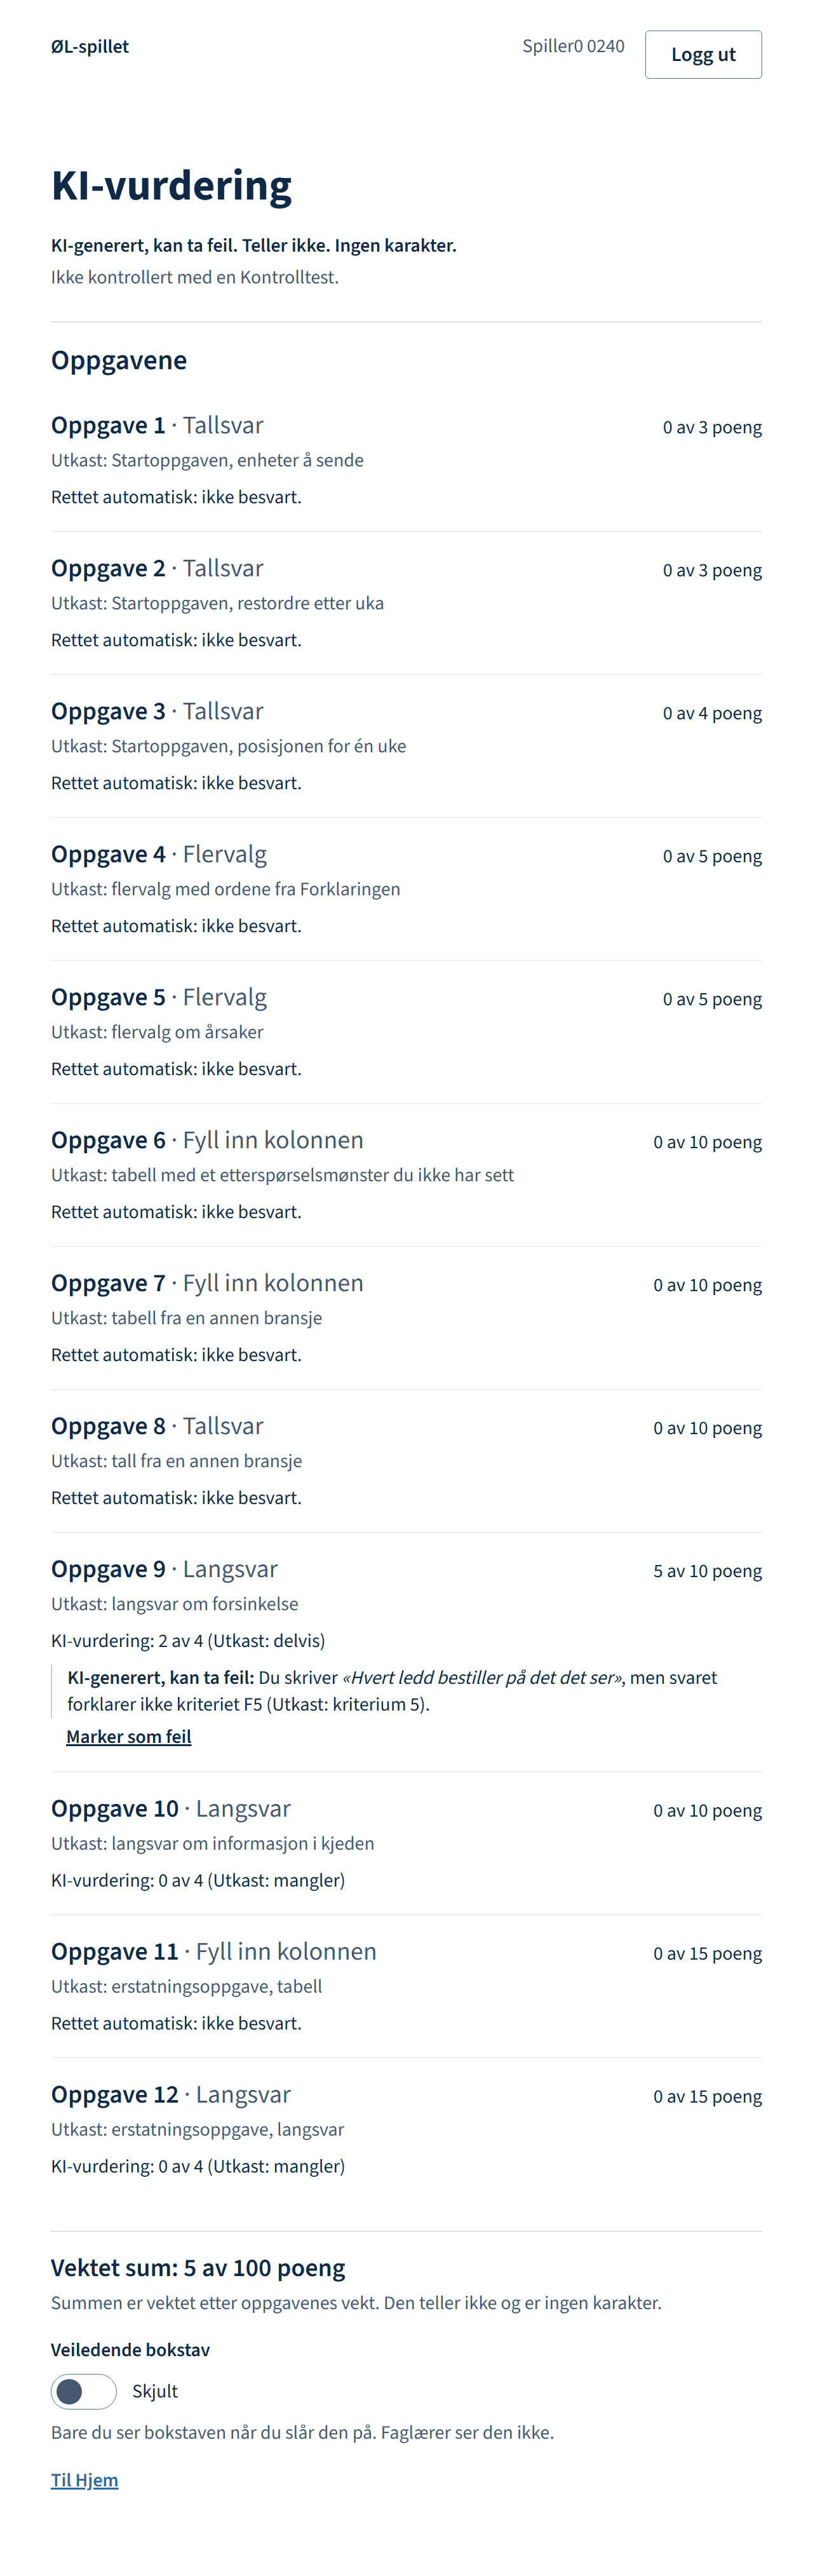 ØL-spillet
Spiller0 0240
Logg ut
KI-vurdering
KI-generert, kan ta feil. Teller ikke. Ingen karakter.
Ikke kontrollert med en Kontrolltest.
Oppgavene
Oppgave 1 · Tallsvar
0 av 3 poeng
Utkast: Startoppgaven, enheter å sende
Rettet automatisk: ikke besvart.
Oppgave 2 · Tallsvar
0 av 3 poeng
Utkast: Startoppgaven, restordre etter uka
Rettet automatisk: ikke besvart.
Oppgave 3 · Tallsvar
0 av 4 poeng
Utkast: Startoppgaven, posisjonen for én uke
Rettet automatisk: ikke besvart.
Oppgave 4 · Flervalg
0 av 5 poeng
Utkast: flervalg med ordene fra Forklaringen
Rettet automatisk: ikke besvart.
Oppgave 5 · Flervalg
0 av 5 poeng
Utkast: flervalg om årsaker
Rettet automatisk: ikke besvart.
Oppgave 6 · Fyll inn kolonnen
0 av 10 poeng
Utkast: tabell med et etterspørselsmønster du ikke har sett
Rettet automatisk: ikke besvart.
Oppgave 7 · Fyll inn kolonnen
0 av 10 poeng
Utkast: tabell fra en annen bransje
Rettet automatisk: ikke besvart.
Oppgave 8 · Tallsvar
0 av 10 poeng
Utkast: tall fra en annen bransje
Rettet automatisk: ikke besvart.
Oppgave 9 · Langsvar
5 av 10 poeng
Utkast: langsvar om forsinkelse
KI-vurdering: 2 av 4 (Utkast: delvis)
KI-generert, kan ta feil: Du skriver «Hvert ledd bestiller på det det ser», men svaret
forklarer ikke kriteriet F5 (Utkast: kriterium 5).
Marker som feil
Oppgave 10 · Langsvar
0 av 10 poeng
Utkast: langsvar om informasjon i kjeden
KI-vurdering: 0 av 4 (Utkast: mangler)
Oppgave 11 · Fyll inn kolonnen
0 av 15 poeng
Utkast: erstatningsoppgave, tabell
Rettet automatisk: ikke besvart.
Oppgave 12 · Langsvar
0 av 15 poeng
Utkast: erstatningsoppgave, langsvar
KI-vurdering: 0 av 4 (Utkast: mangler)
Vektet sum: 5 av 100 poeng
Summen er vektet etter oppgavenes vekt. Den teller ikke og er ingen karakter.
Veiledende bokstav
Skjult
Bare du ser bokstaven når du slår den på. Faglærer ser den ikke.
Til Hjem